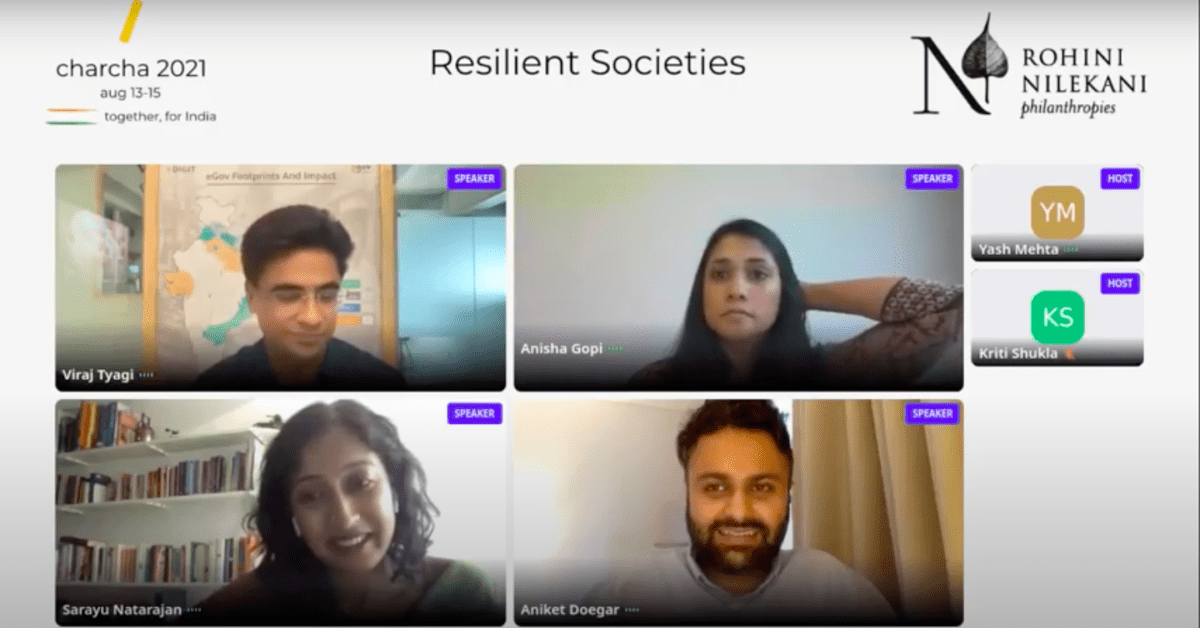 charcha 2021
aug 13-15
together, for India
Resilient Societies
N
ROHINI
NILEKANI
philanthropies
DIGIT
eGov Footprints And Impact
SPEAKER
Viraj Tyagi
SPEAKER
Anisha Gopi
HOST
YM
Yash Mehta
HOST
KS
Kriti Shukla
SPEAKER
Sarayu Natarajan
SPEAKER
Aniket Doegar